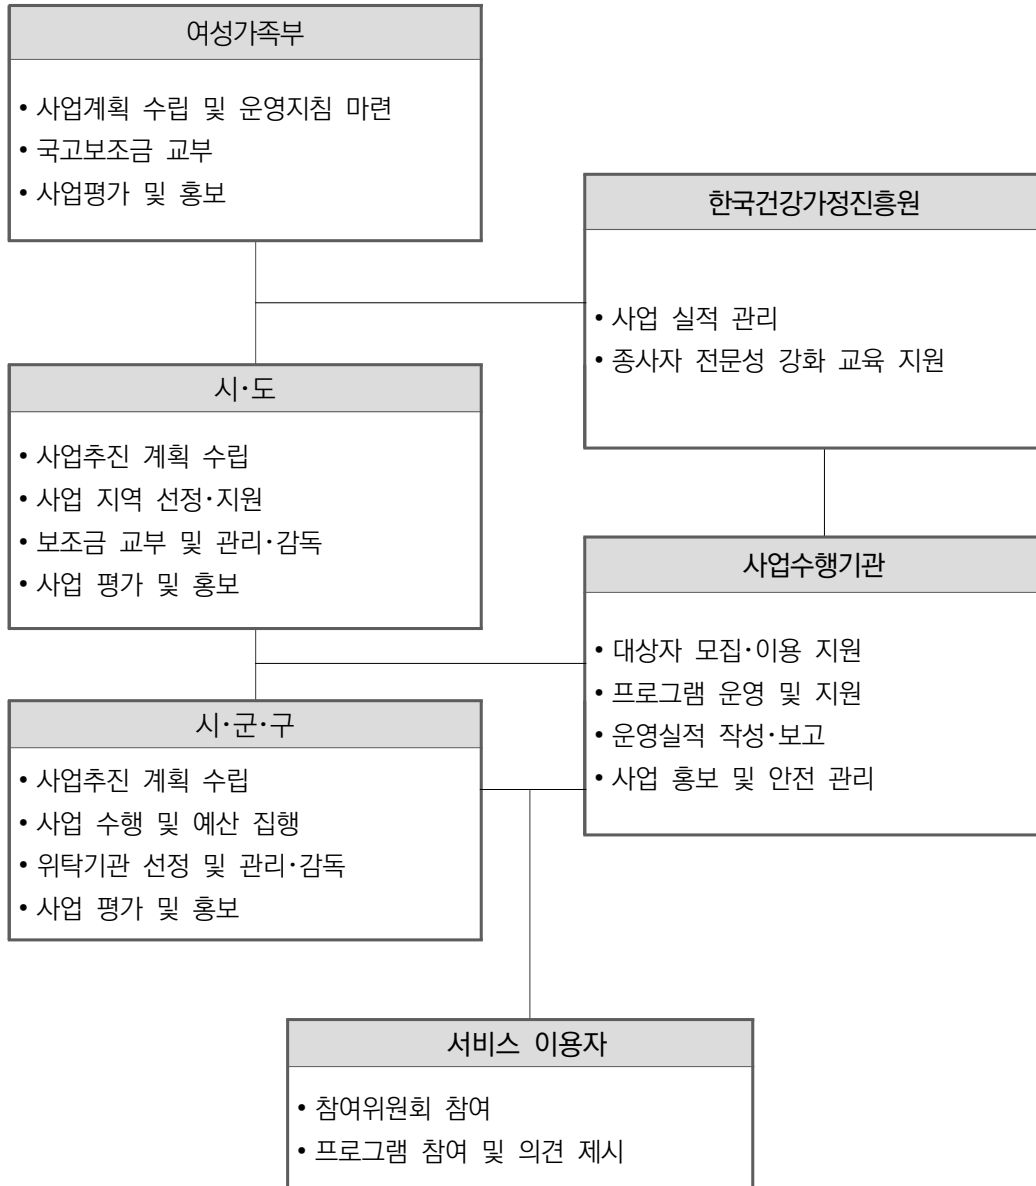 여성가족부
• 사업계획 수립 및 운영지침 마련
• 국고보조금 교부
• 사업평가 및 홍보
한국건강가정진흥원
• 사업 실적 관리
• 종사자 전문성 강화 교육 지원
시·도
• 사업추진 계획 수립
• 사업 지역 선정·지원
• 보조금 교부 및 관리·감독
• 사업 평가 및 홍보
사업수행기관
• 대상자 모집·이용 지원
• 프로그램 운영 및 지원
• 운영실적 작성·보고
• 사업 홍보 및 안전 관리
시·군·구
• 사업추진 계획 수립
• 사업 수행 및 예산 집행
• 위탁기관 선정 및 관리·감독
• 사업 평가 및 홍보
서비스 이용자
• 참여위원회 참여
• 프로그램 참여 및 의견 제시